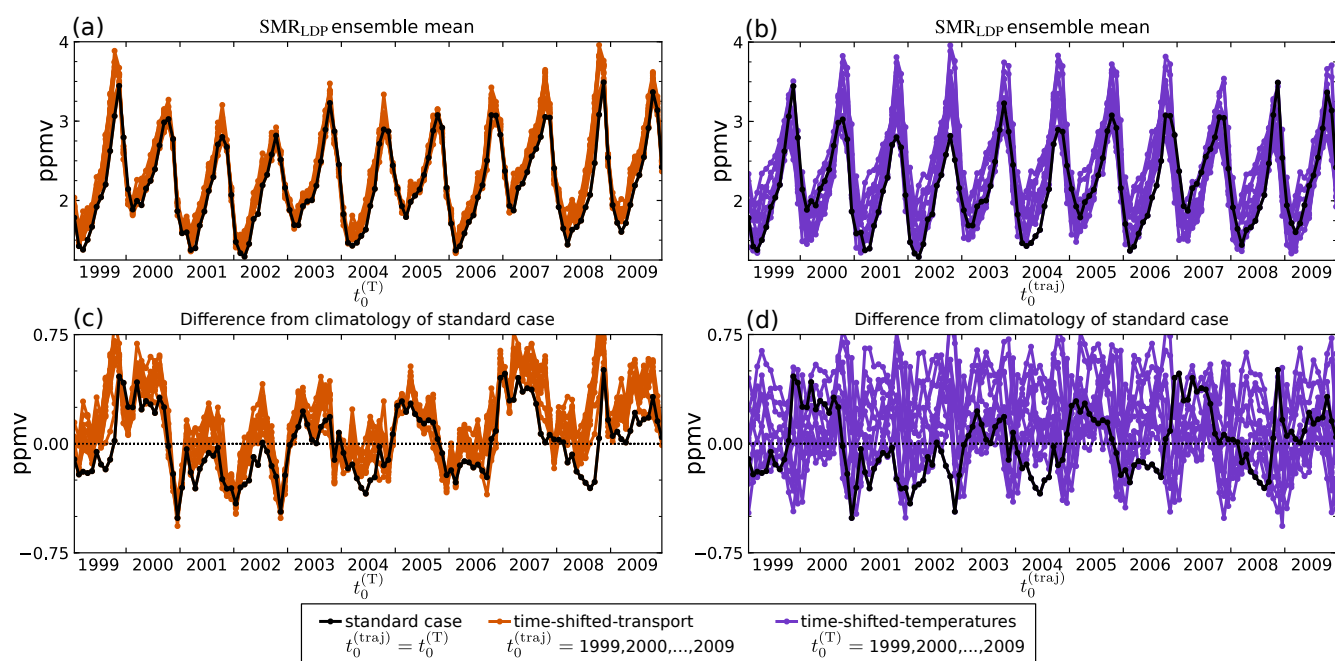 (a)
SMR_LDP ensemble mean
4
3
2
ppmv
1999 2000 2001 2002 2003 2004 2005 2006 2007 2008 2009
t_0^(T)
(b)
SMR_LDP ensemble mean
4
3
2
ppmv
1999 2000 2001 2002 2003 2004 2005 2006 2007 2008 2009
t_0^(traj)
(c)
Difference from climatology of standard case
0.75
0.00
−0.75
ppmv
1999 2000 2001 2002 2003 2004 2005 2006 2007 2008 2009
t_0^(T)
(d)
Difference from climatology of standard case
0.75
0.00
−0.75
ppmv
1999 2000 2001 2002 2003 2004 2005 2006 2007 2008 2009
t_0^(traj)
standard case
t_0^(traj) = t_0^(T)
time-shifted-transport
t_0^(traj) = 1999,2000,...,2009
time-shifted-temperatures
t_0^(T) = 1999,2000,...,2009